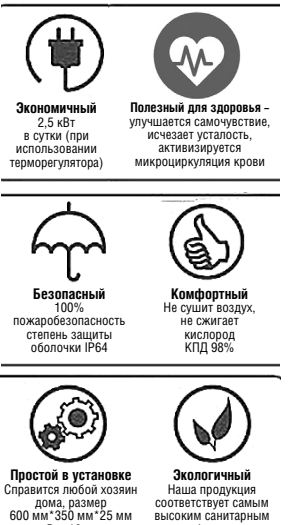 Экономичный
2,5 кВт
в сутки (при
использовании
терморегулятора)
Полезный для здоровья –
улучшается самочувствие,
исчезает усталость,
активизируется
микроциркуляция крови
Безопасный
100%
пожаробезопасность
степень защиты
оболочки IP64
Комфортный
Не сушит воздух,
не сжигает
кислород
КПД 98%
Простой в установке
Справится любой хозяин
дома, размер
600 мм*350 мм*25 мм
Экологичный
Наша продукция
соответствует самым
высоким санитарным